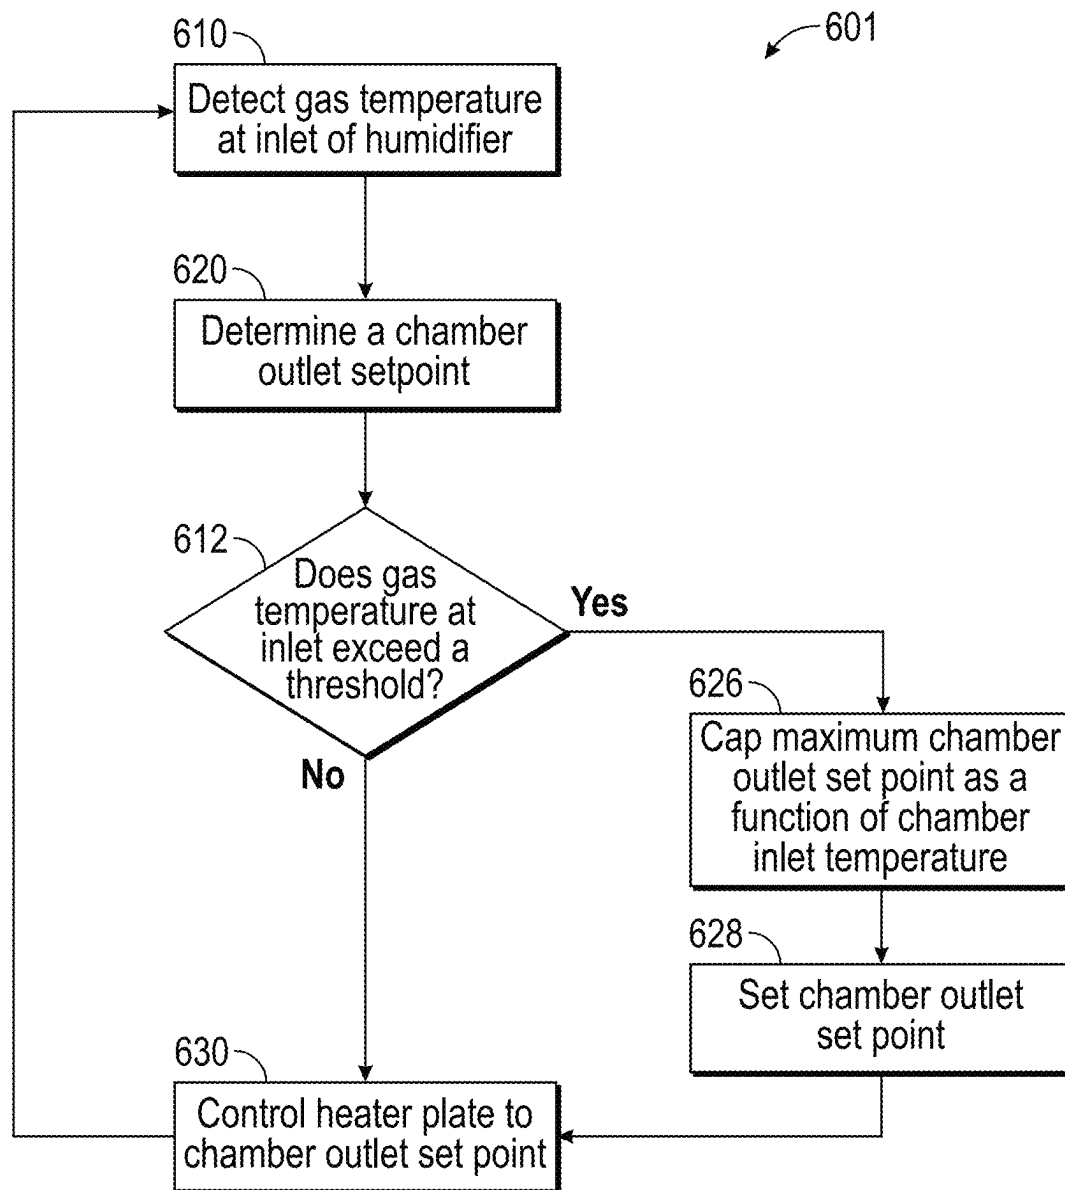 601
610
Detect gas temperature
at inlet of humidifier
620
Determine a chamber
outlet setpoint
612
Does gas
temperature at
inlet exceed a
threshold?
Yes
No
626
Cap maximum chamber
outlet set point as a
function of chamber
inlet temperature
628
Set chamber outlet
set point
630
Control heater plate to
chamber outlet set point